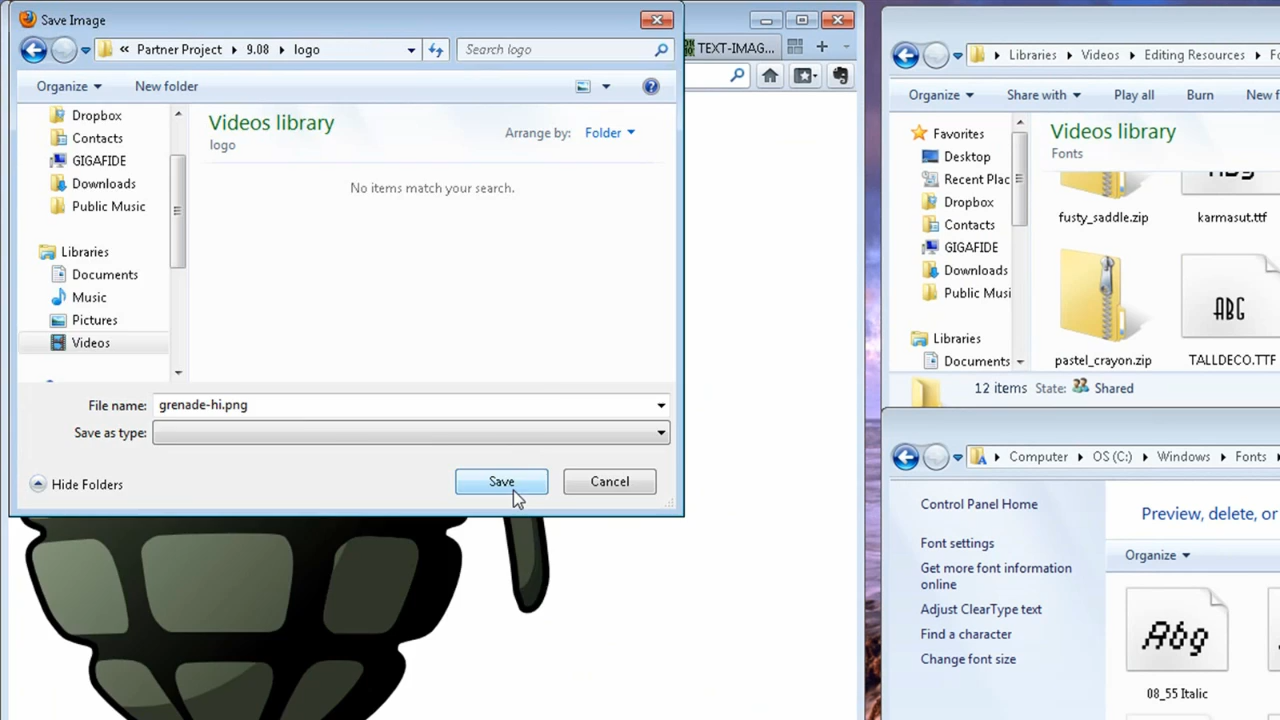 Save Image
« Partner Project 9.08 logo
Search logo
Organize
New folder
Dropbox
Contacts
GIGAFIDE
Downloads
Public Music
Libraries
Documents
Music
Pictures
Videos
Videos library
logo
Arrange by: Folder
No items match your search.
File name: grenade-hi.png
Save as type:
Hide Folders
Save
Cancel
TEXT-IMAG...
Libraries Videos Editing Resources Fo
Organize Share with Play all Burn New f
Favorites
Desktop
Recent Plac
Dropbox
Contacts
GIGAFIDE
Downloads
Public Musi
Libraries
Documents
Videos library
Fonts
fusty_saddle.zip
karmasut.ttf
ABG
pastel_crayon.zip
TALLDECO.TTF
12 items State: Shared
Computer OS (C:) Windows Fonts
Control Panel Home
Font settings
Get more font information
online
Adjust ClearType text
Find a character
Change font size
Preview, delete, or
Organize
Abg
08_55 Italic